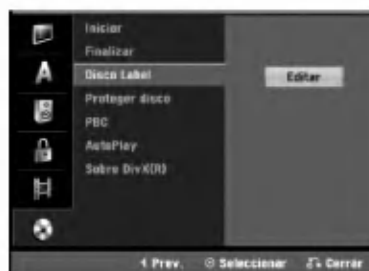 Iniciar
Finalizar
Disco Label
Editar
Proteger disco
PBC
AutoPlay
Sobre DivX(R)
Prev. Seleccionar Cerrar